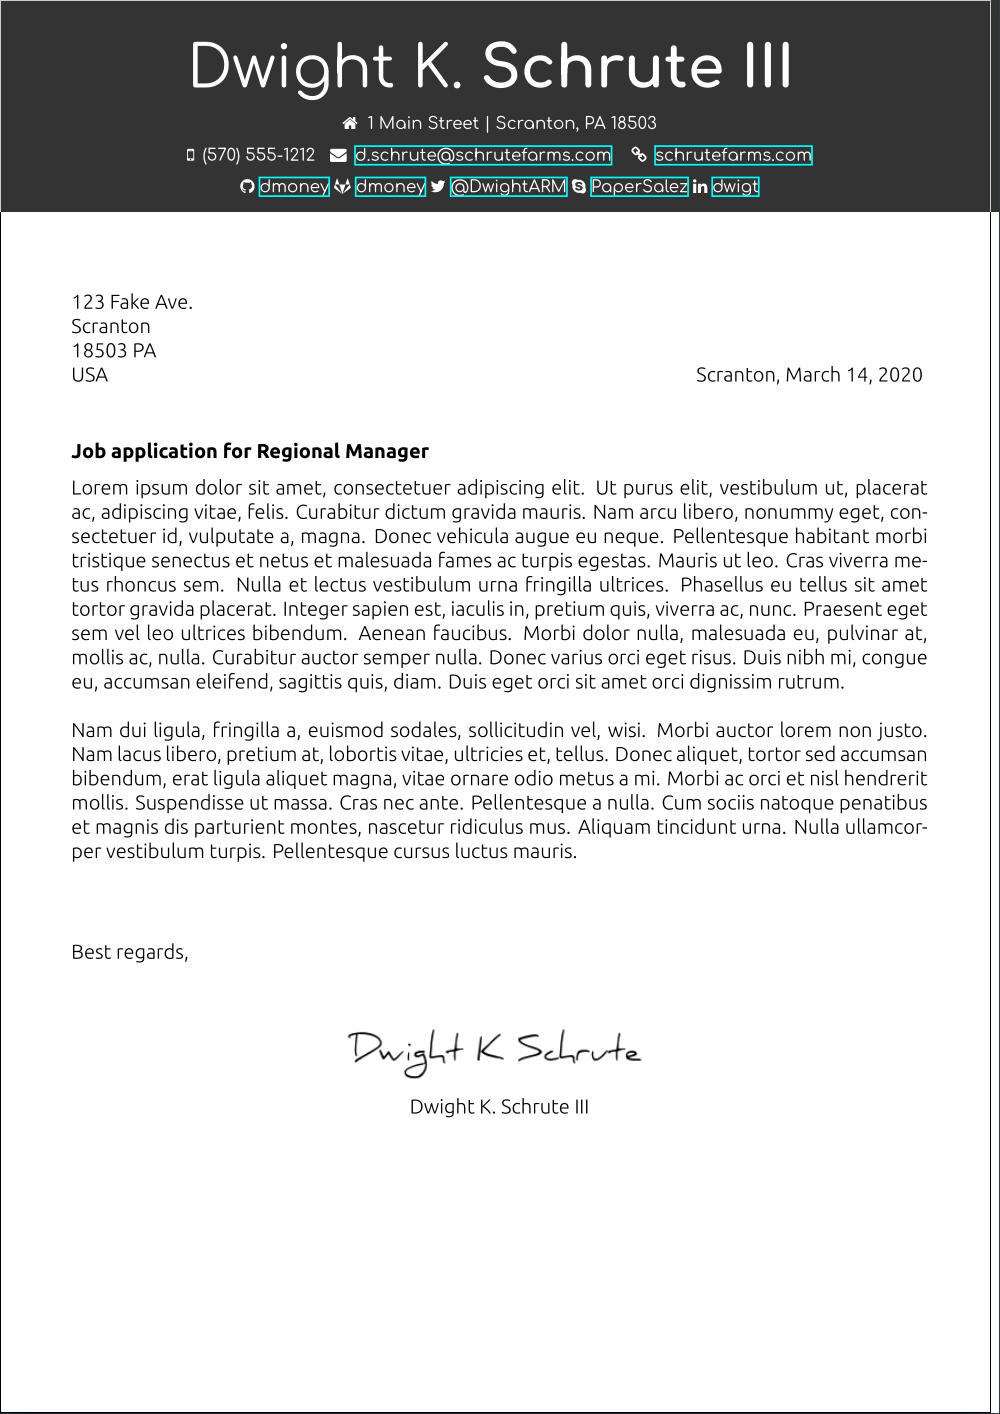 Dwight K. Schrute III
1 Main Street | Scranton, PA 18503
(570) 555-1212 d.schrute@schrutefarms.com schrutefarms.com
dmoney dmoney @DwightARM PaperSalez dwigt
123 Fake Ave.
Scranton
18503 PA
USA
Scranton, March 14, 2020
Job application for Regional Manager
Lorem ipsum dolor sit amet, consectetuer adipiscing elit. Ut purus elit, vestibulum ut, placerat
ac, adipiscing vitae, felis. Curabitur dictum gravida mauris. Nam arcu libero, nonummy eget, con-
sectetuer id, vulputate a, magna. Donec vehicula augue eu neque. Pellentesque habitant morbi
tristique senectus et netus et malesuada fames ac turpis egestas. Mauris ut leo. Cras viverra me-
tus rhoncus sem. Nulla et lectus vestibulum urna fringilla ultrices. Phasellus eu tellus sit amet
tortor gravida placerat. Integer sapien est, iaculis in, pretium quis, viverra ac, nunc. Praesent eget
sem vel leo ultrices bibendum. Aenean faucibus. Morbi dolor nulla, malesuada eu, pulvinar at,
mollis ac, nulla. Curabitur auctor semper nulla. Donec varius orci eget risus. Duis nibh mi, congue
eu, accumsan eleifend, sagittis quis, diam. Duis eget orci sit amet orci dignissim rutrum.
Nam dui ligula, fringilla a, euismod sodales, sollicitudin vel, wisi. Morbi auctor lorem non justo.
Nam lacus libero, pretium at, lobortis vitae, ultricies et, tellus. Donec aliquet, tortor sed accumsan
bibendum, erat ligula aliquet magna, vitae ornare odio metus a mi. Morbi ac orci et nisl hendrerit
mollis. Suspendisse ut massa. Cras nec ante. Pellentesque a nulla. Cum sociis natoque penatibus
et magnis dis parturient montes, nascetur ridiculus mus. Aliquam tincidunt urna. Nulla ullamcor-
per vestibulum turpis. Pellentesque cursus luctus mauris.
Best regards,
Dwight K Schrute
Dwight K. Schrute III